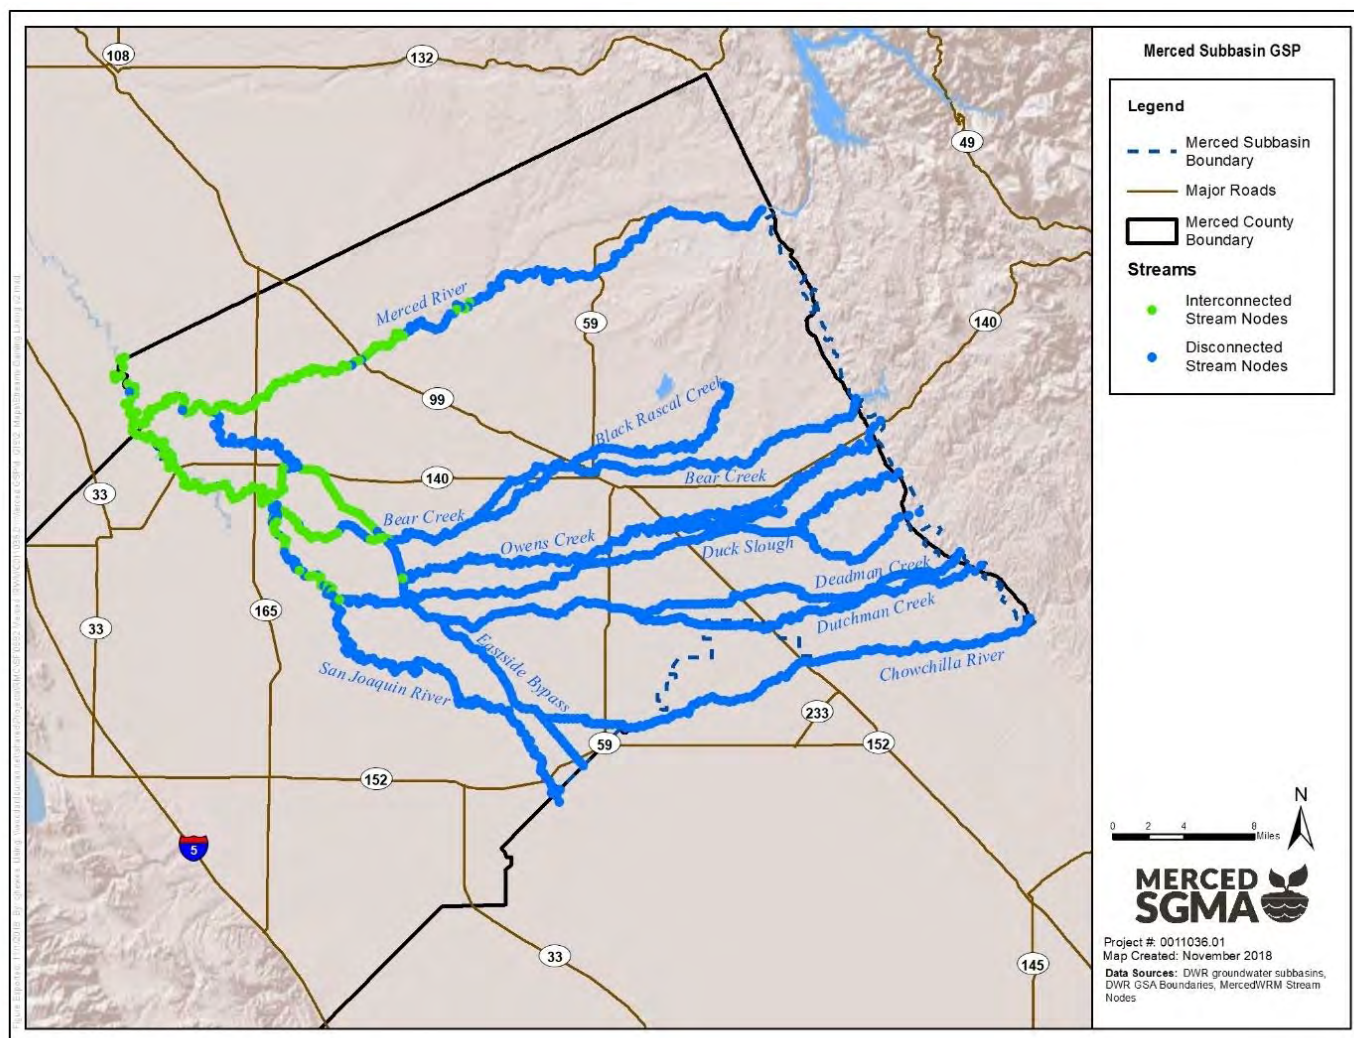 Merced Subbasin GSP
Legend
Merced Subbasin
Boundary
Major Roads
Merced County
Boundary
Streams
Interconnected
Stream Nodes
Disconnected
Stream Nodes
108
132
49
Merced River
59
140
99
Black Rascal Creek
33
140
Bear Creek
Bear Creek
Owens Creek
Duck Slough
Deadman Creek
165
33
Dutchman Creek
Eastside Bypass
San Joaquin River
Chowchilla River
233
59
152
152
5
33
145
N
0 2 4 8
Miles
MERCED
SGMA
Project #: 0011036.01
Map Created: November 2018
Data Sources: DWR groundwater subbasins,
DWR GSA Boundaries, MercedWRM Stream
Nodes